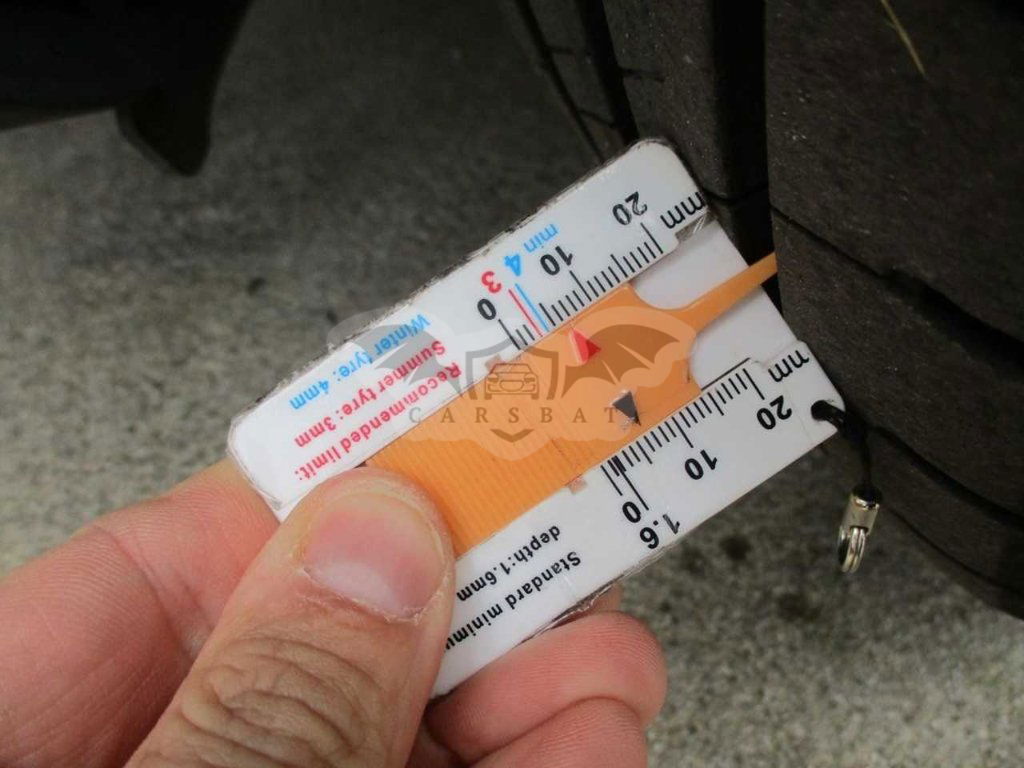 mm
20
10
min
4
3
0
Winter tyre: 4mm
Summer tyre: 3mm
Recommended limit:
CARSBAT
mm
20
10
0
1.6
Standard minimu
depth:1.6mm